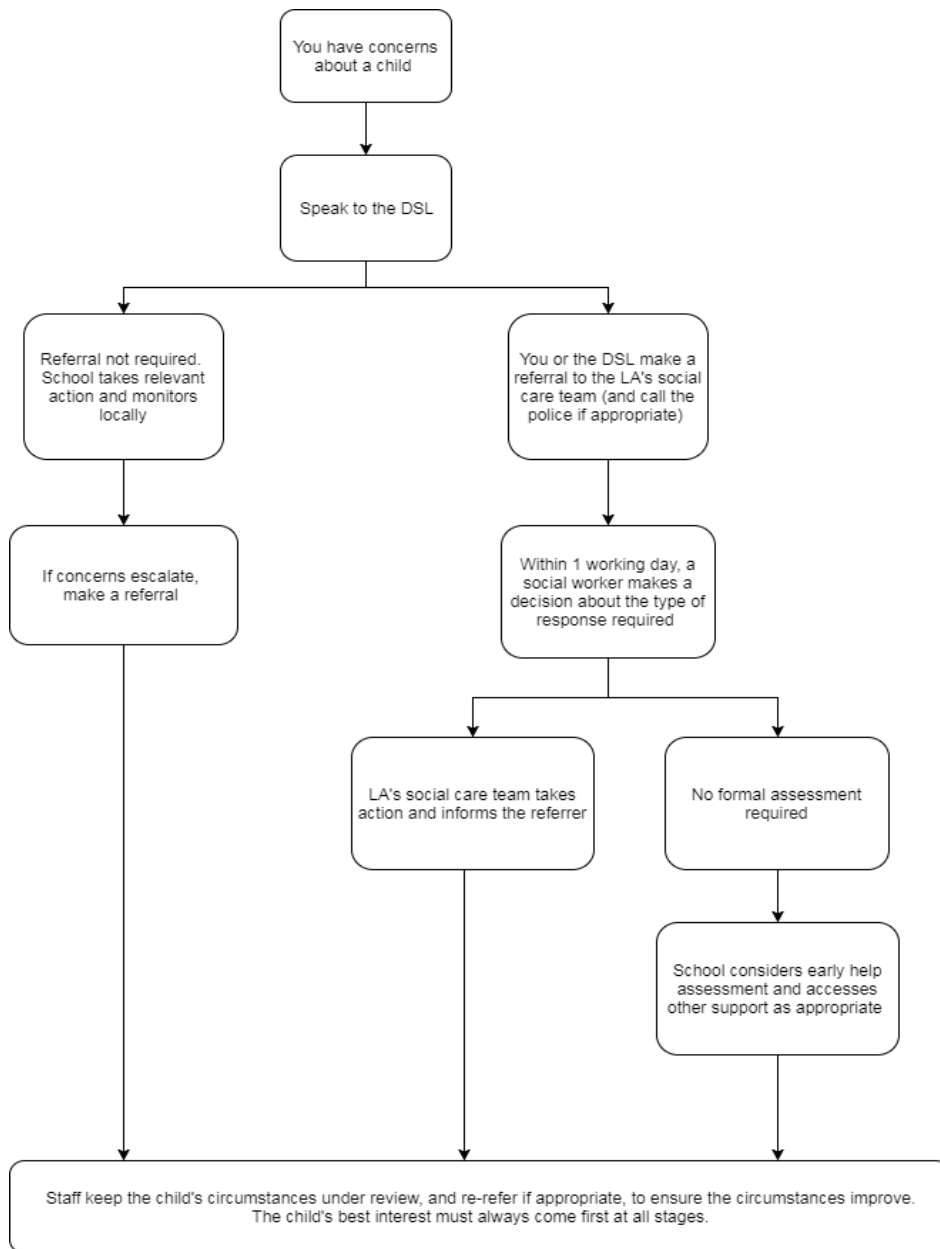 You have concerns
about a child
Speak to the DSL
Referral not required.
School takes relevant
action and monitors
locally
You or the DSL make a
referral to the LA's social
care team (and call the
police if appropriate)
If concerns escalate,
make a referral
Within 1 working day, a
social worker makes a
decision about the type of
response required
LA's social care team takes
action and informs the referrer
No formal assessment
required
School considers early help
assessment and accesses
other support as appropriate
Staff keep the child's circumstances under review, and re-refer if appropriate, to ensure the circumstances improve.
The child's best interest must always come first at all stages.